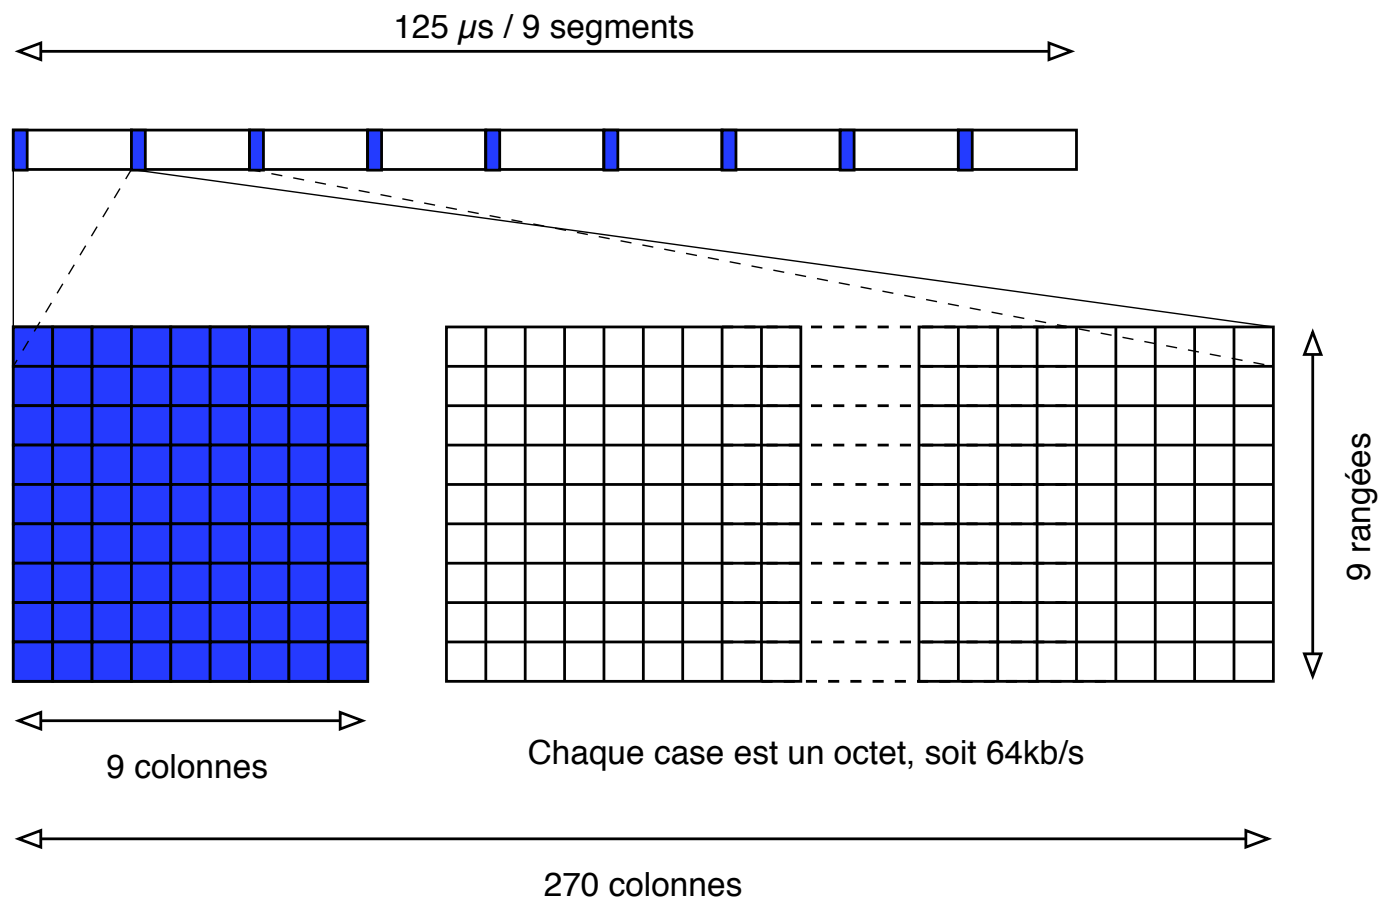 125 µs / 9 segments
9 rangées
9 colonnes
Chaque case est un octet, soit 64kb/s
270 colonnes